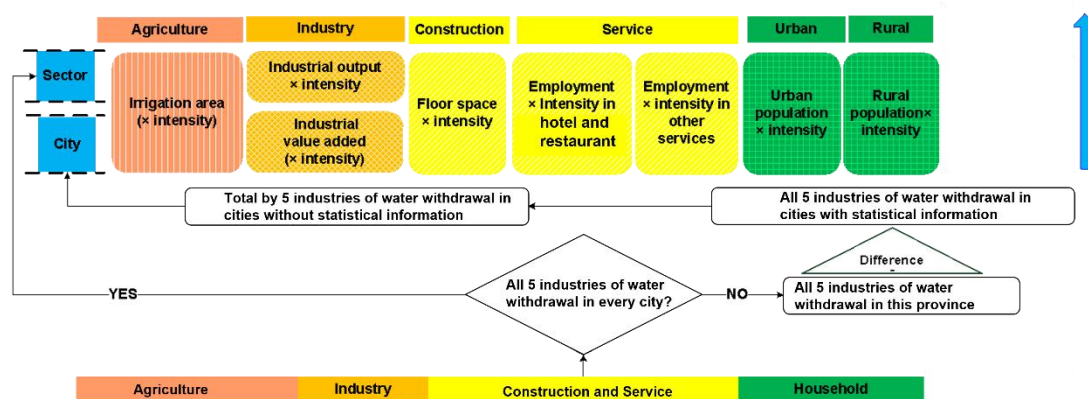 Agriculture
Industry
Construction
Service
Urban
Rural
Sector
City
Irrigation area
(× intensity)
Industrial output
× intensity
Industrial
value added
(× intensity)
Floor space
× intensity
Employment
× Intensity in
hotel and
restaurant
Employment
× intensity in
other
services
Urban
population
× intensity
Rural
population×
intensity
Total by 5 industries of water withdrawal in
cities without statistical information
All 5 industries of water withdrawal in
cities with statistical information
Difference
-
YES
All 5 industries of water
withdrawal in every city?
NO
All 5 industries of water
withdrawal in this province
Agriculture
Industry
Construction and Service
Household